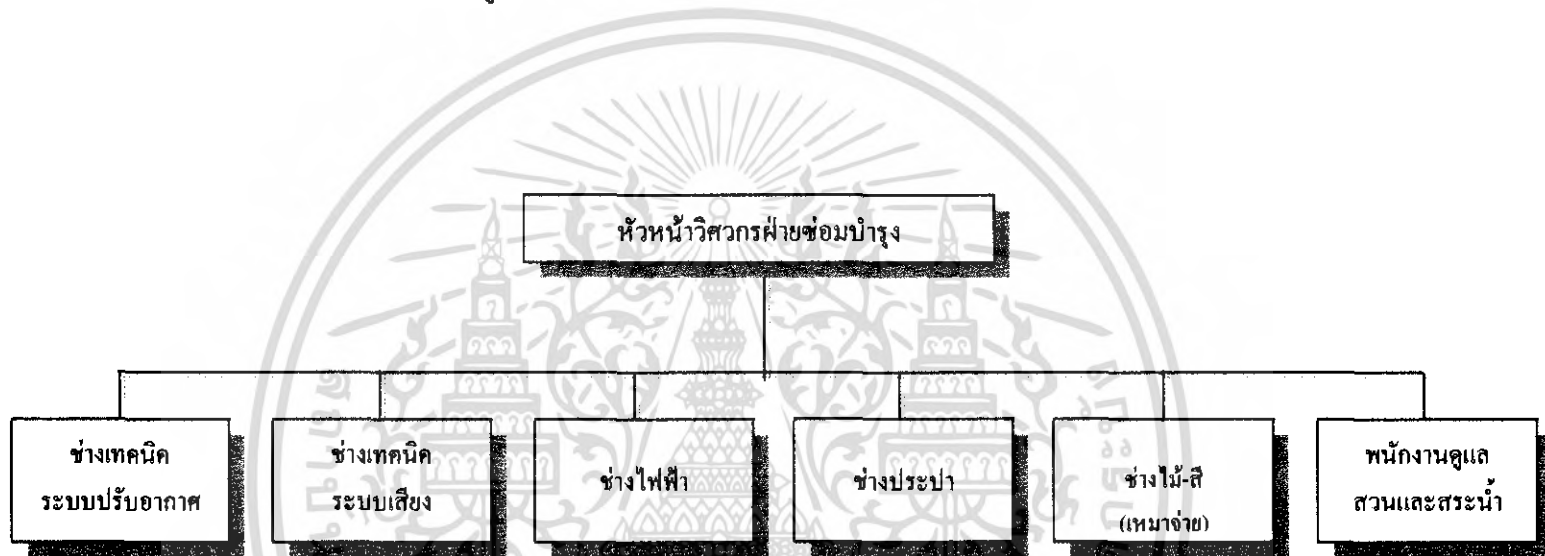 หัวหน้าวิศวกรฝ่ายซ่อมบำรุง
ช่างเทคนิค
ระบบปรับอากาศ
ช่างเทคนิค
ระบบเสียง
ช่างไฟฟ้า
ช่างประปา
ช่างไม้-สี
(เหมาจ่าย)
พนักงานดูแล
สวนและสระน้ำ